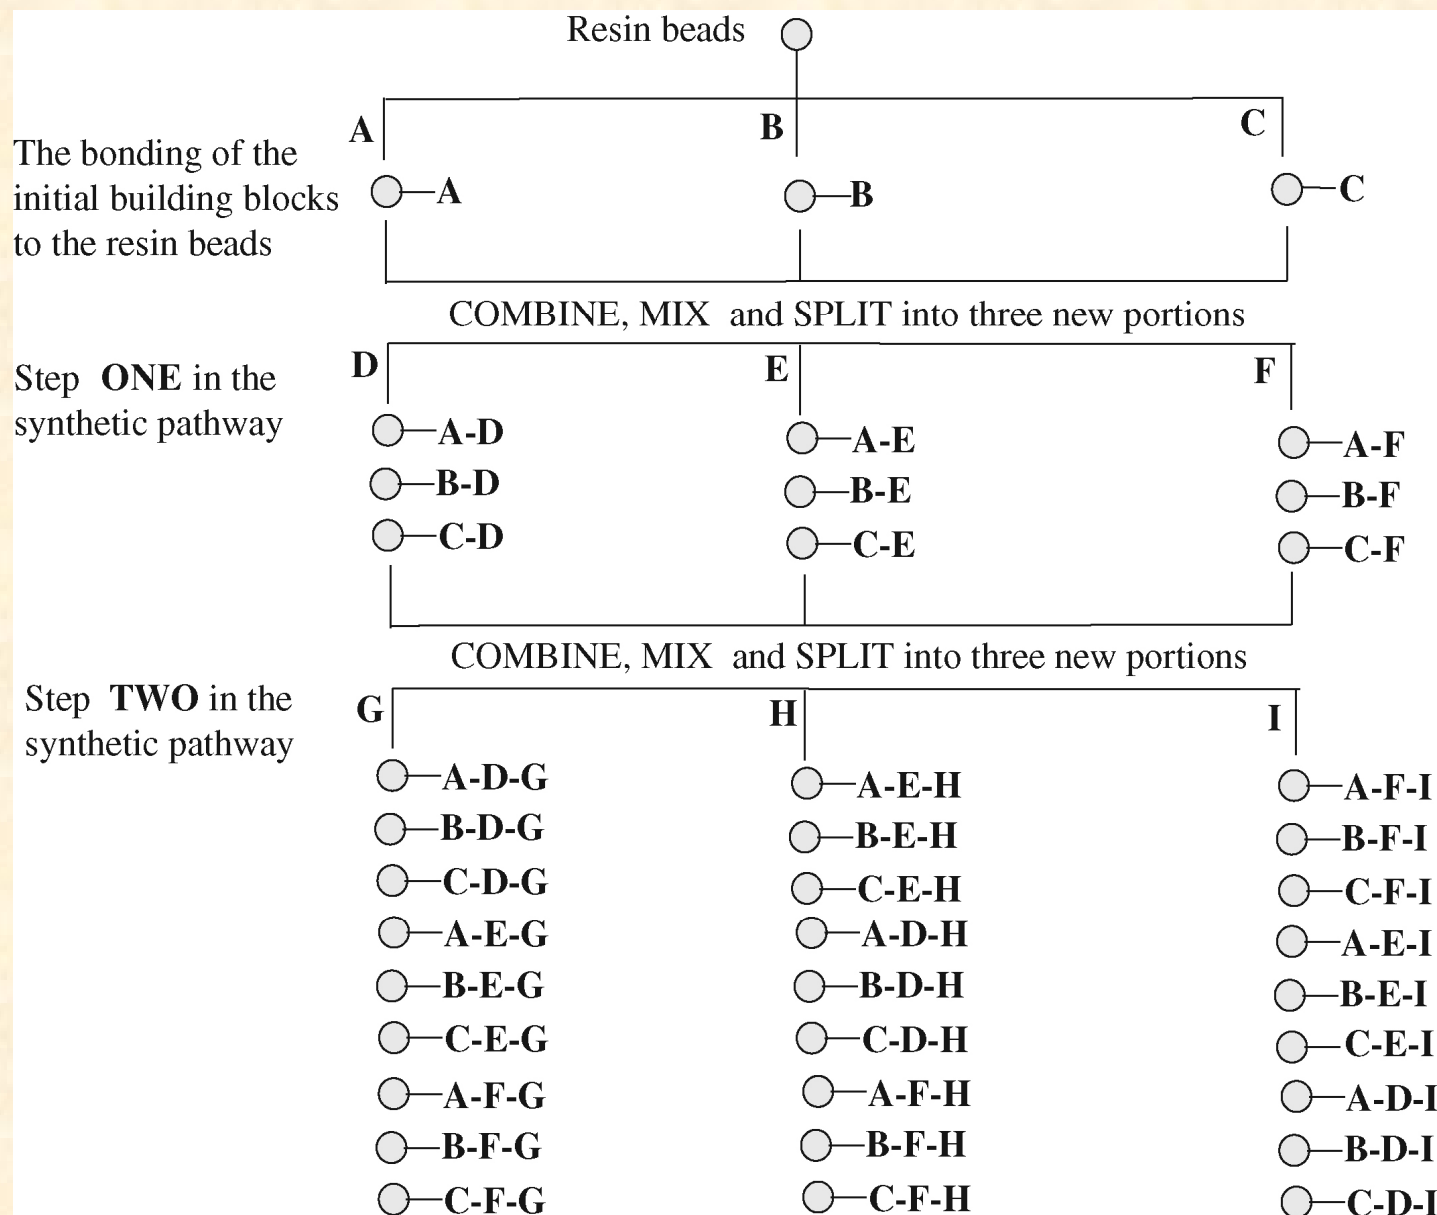 Resin beads
A
B
C
The bonding of the
initial building blocks
to the resin beads
A
B
C
COMBINE, MIX and SPLIT into three new portions
Step ONE in the
synthetic pathway
D
E
F
A-D
A-E
A-F
B-D
B-E
B-F
C-D
C-E
C-F
COMBINE, MIX and SPLIT into three new portions
Step TWO in the
synthetic pathway
G
H
I
A-D-G
A-E-H
A-F-I
B-D-G
B-E-H
B-F-I
C-D-G
C-E-H
C-F-I
A-E-G
A-D-H
A-E-I
B-E-G
B-D-H
B-E-I
C-E-G
C-D-H
C-E-I
A-F-G
A-F-H
A-D-I
B-F-G
B-F-H
B-D-I
C-F-G
C-F-H
C-D-I